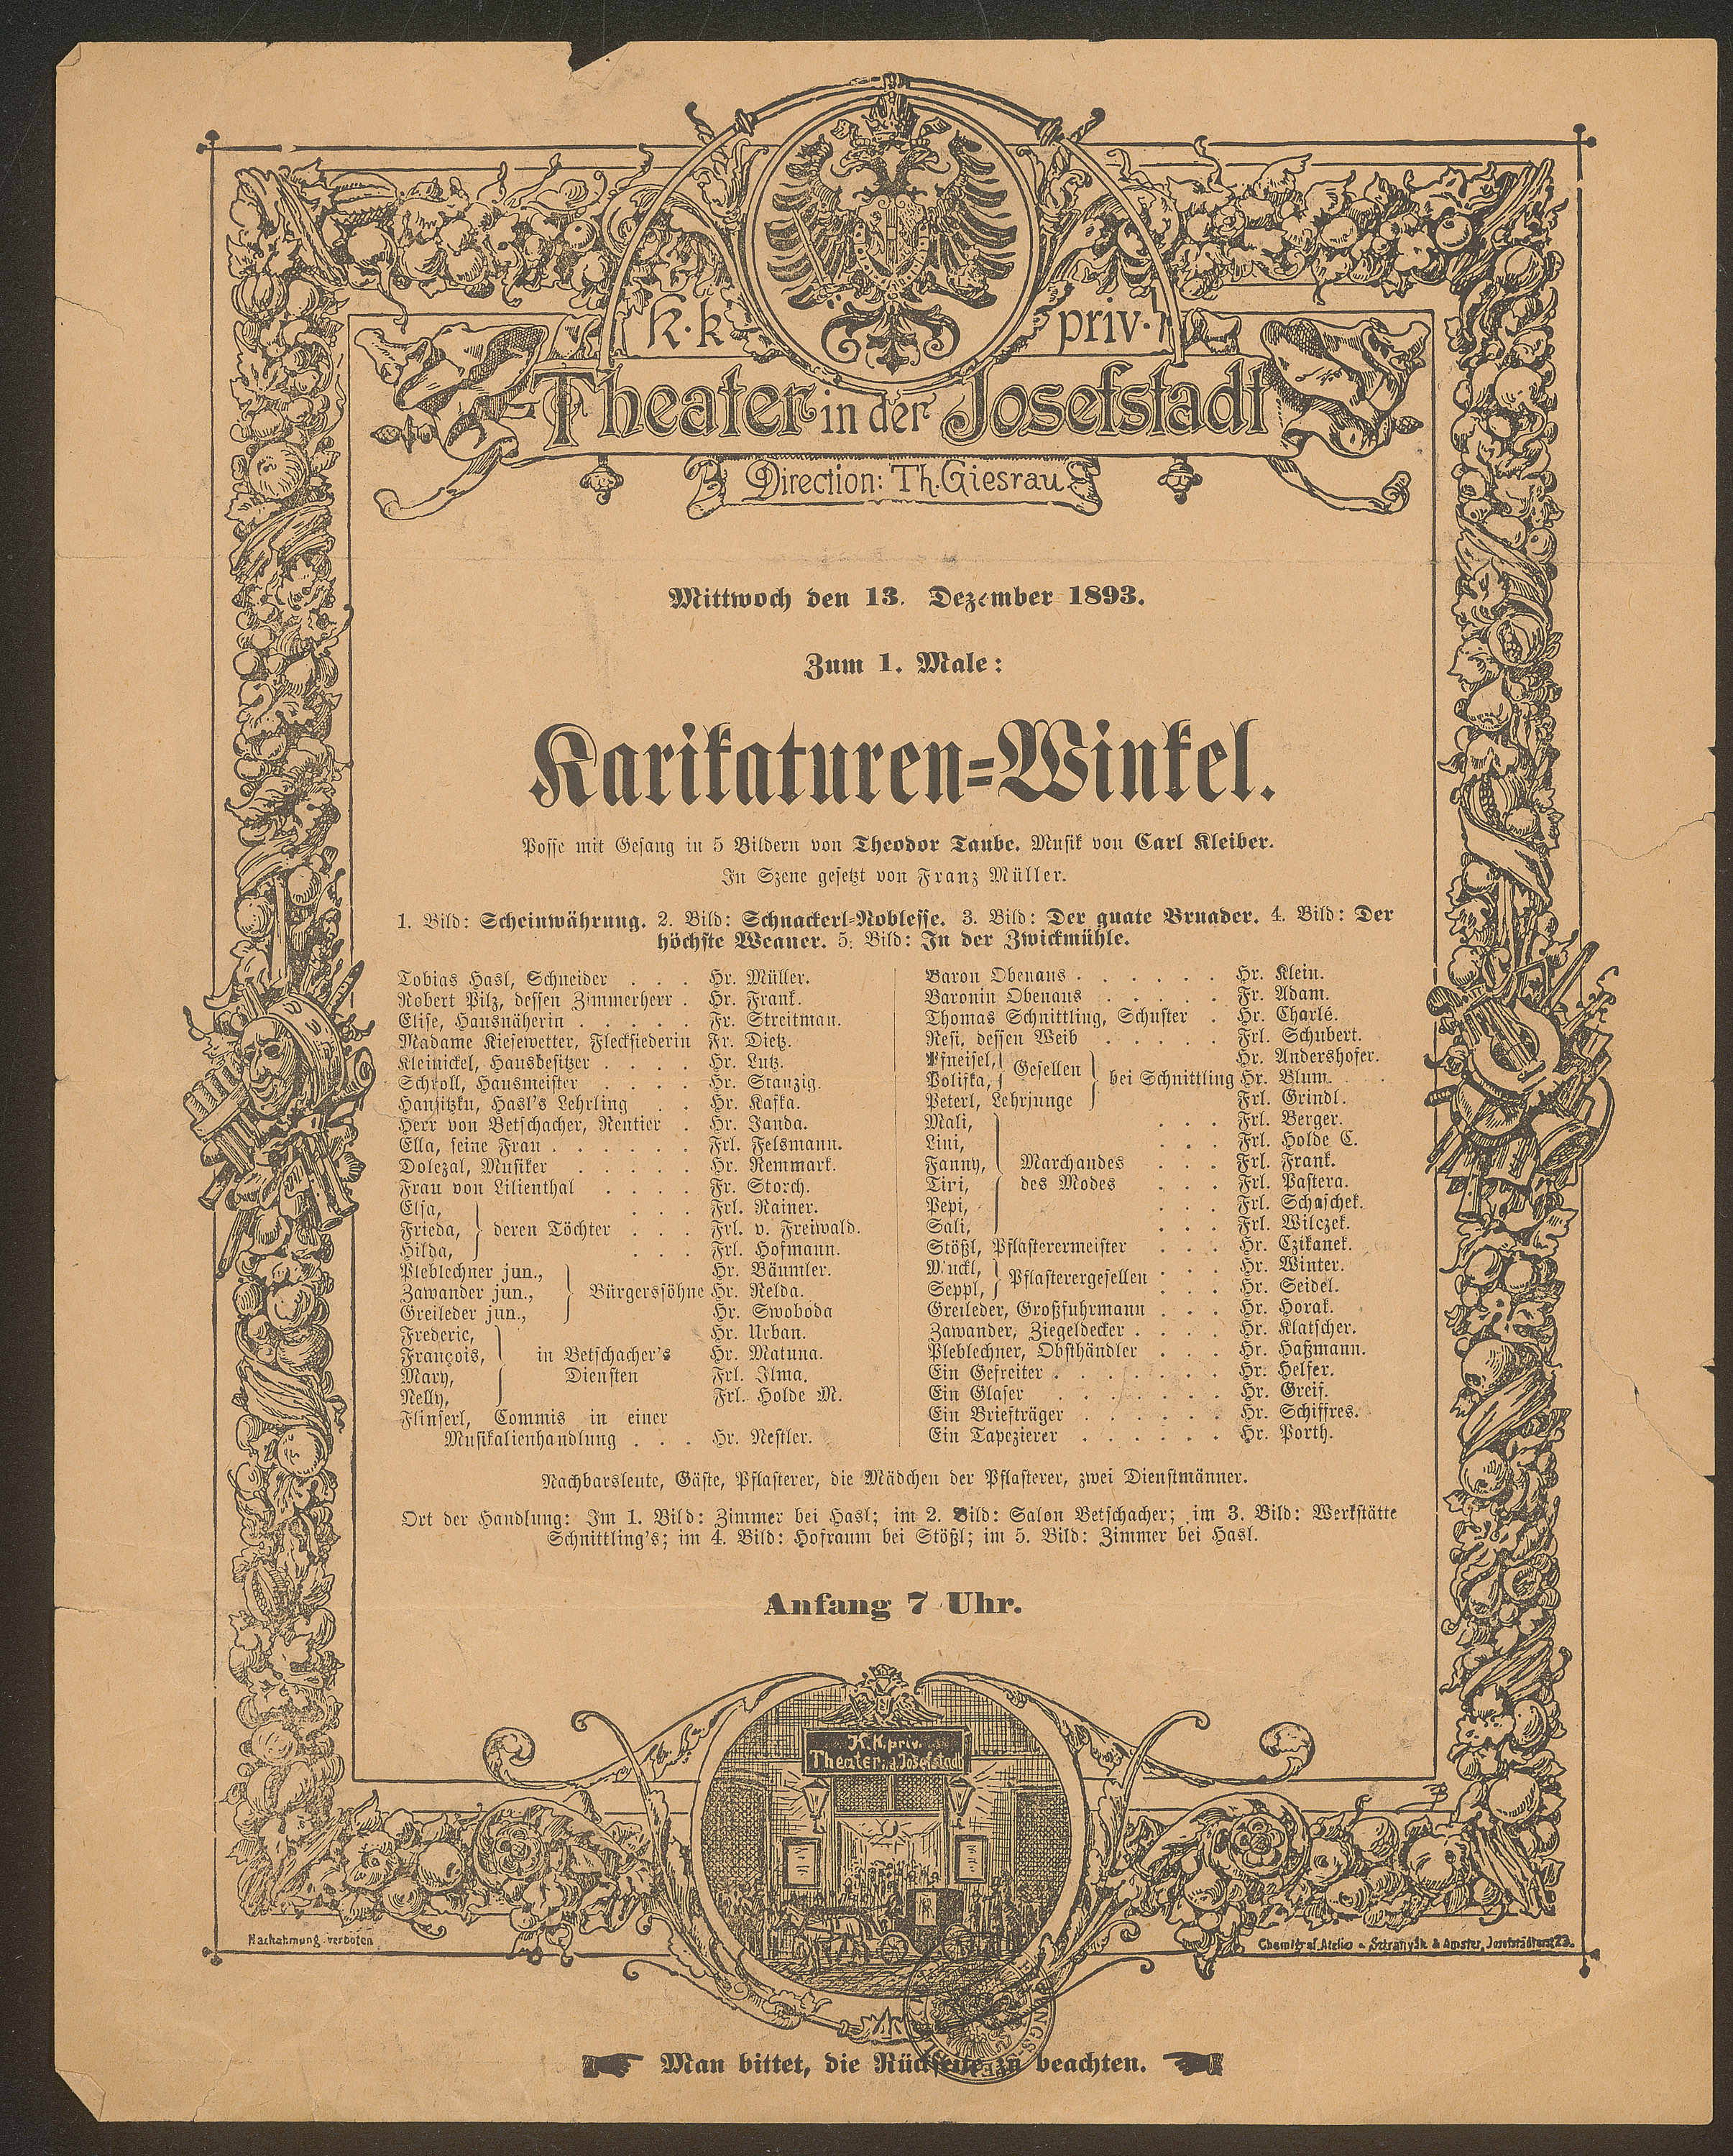 K. k. priv.
Theater in der Josefstadt
Direction: Th. Giesrau
Mittwoch den 13. Dezember 1893.
Zum 1. Male:
Karikaturen=Winkel.
Posse mit Gesang in 5 Bildern von Theodor Taube. Musik von Carl Kleiber.
In Szene gesetzt von Franz Müller.
1. Bild: Scheinwährung. 2. Bild: Schnackerl=Noblesse. 3. Bild: Der guate Bruader. 4. Bild: Der
höchste Weaner. 5. Bild: In der Zwickmühle.
Tobias Hasl, Schneider . . . Hr. Müller.
Robert Pilz, dessen Zimmerherr . Hr. Frank.
Elise, Hausnäherin . . . . . Fr. Streitman.
Madame Kiesewetter, Flecksiederin Fr. Dietz.
Kleinickel, Hausbesitzer . . . . Hr. Lutz.
Schroll, Hausmeister . . . . Hr. Stanzig.
Hansitzku, Hasl's Lehrling . . Hr. Kafka.
Herr von Betschacher, Rentier . Hr. Janda.
Ella, seine Frau . . . . . . Frl. Felsmann.
Dolezal, Musiker . . . . . Hr. Remmark.
Frau von Lilienthal . . . . Fr. Storch.
Elsa, . . . Frl. Rainer.
Frieda, } deren Töchter . . . Frl. v. Freiwald.
Hilda, . . . Frl. Hofmann.
Pleblechner jun., Hr. Bäumler.
Zawander jun., } Bürgerssöhne Hr. Nelda.
Greileder jun., Hr. Swoboda
Frederic, Hr. Urban.
François, } in Betschacher's Hr. Matuna.
Mary, Diensten Frl. Ilma.
Nelly, Frl. Holde M.
Flinserl, Commis in einer
Musikalienhandlung . . . Hr. Nestler.
Baron Obenaus . . . . . . Hr. Klein.
Baronin Obenaus . . . . . Fr. Adam.
Thomas Schnittling, Schuster . Hr. Charlé.
Resi, dessen Weib . . . . . Frl. Schubert.
Pfneisel, } Gesellen } Hr. Andershofer.
Polifka, } bei Schnittling Hr. Blum.
Peterl, Lehrjunge } Frl. Grindl.
Mali, . . . Frl. Berger.
Lini, . . . Frl. Holde C.
Fanny, } Marchandes . . . Frl. Frank.
Tiri, des Modes . . . Frl. Pastera.
Pepi, . . . Frl. Schaschek.
Sali, . . . Frl. Wilczek.
Stößl, Pflasterermeister . . . Hr. Czikanek.
Muckl, } Pflasterergesellen . . . Hr. Winter.
Seppl, . . . Hr. Seidel.
Greileder, Großfuhrmann . . . Hr. Horak.
Zawander, Ziegeldecker . . . . Hr. Klatscher.
Pleblechner, Obsthändler . . . Hr. Haßmann.
Ein Gefreiter . . . . . . . Hr. Helfer.
Ein Glaser . . . . . . . Hr. Greif.
Ein Briefträger . . . . . . Hr. Schiffres.
Ein Tapezierer . . . . . . Hr. Porth.
Nachbarsleute, Gäste, Pflasterer, die Mädchen der Pflasterer, zwei Dienstmänner.
Ort der Handlung: Im 1. Bild: Zimmer bei Hasl; im 2. Bild: Salon Betschacher; im 3. Bild: Werkstätte
Schnittling's; im 4. Bild: Hofraum bei Stößl; im 5. Bild: Zimmer bei Hasl.
Anfang 7 Uhr.
K. K. priv.
Theater i. d. Josefstadt
Nachahmung verboten
Chemigraf. Atelier v. Sztranyák & Amster, Josefstädterst. 23.
Man bittet, die Rückseite zu beachten.